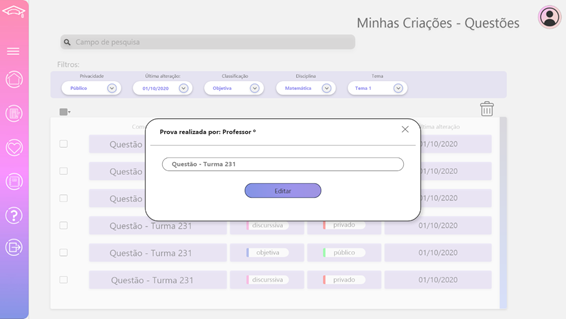 Minhas Criações - Questões
Campo de pesquisa
Filtros:
Privacidade
Última alteração:
Classificação
Disciplina
Tema
Público
01/10/2020
Objetiva
Matemática
Tema 1
Última alteração
Questão
01/10/2020
Prova realizada por: Professor *
Questão - Turma 231
Editar
Questão
01/10/2020
Questão
01/10/2020
Questão - Turma 231
discursiva
privado
01/10/2020
Questão - Turma 231
objetiva
público
01/10/2020
Questão - Turma 231
discursiva
privado
01/10/2020